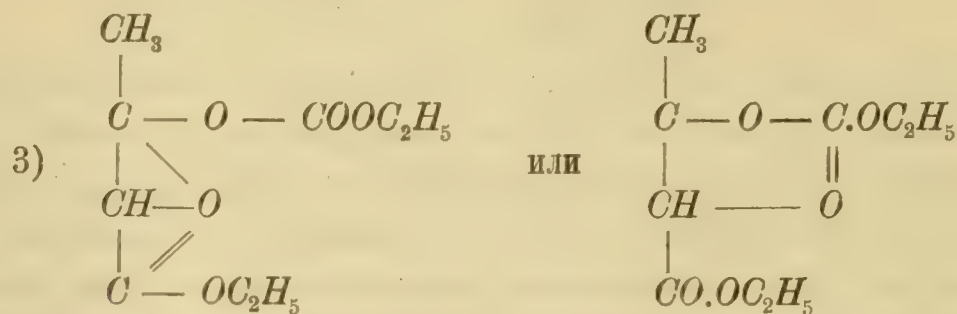 CH₃ CH₃
C — O — COOC₂H₅ C — O — C.OC₂H₅
3) или
CH — O CH — O
C — OC₂H₅ CO.OC₂H₅